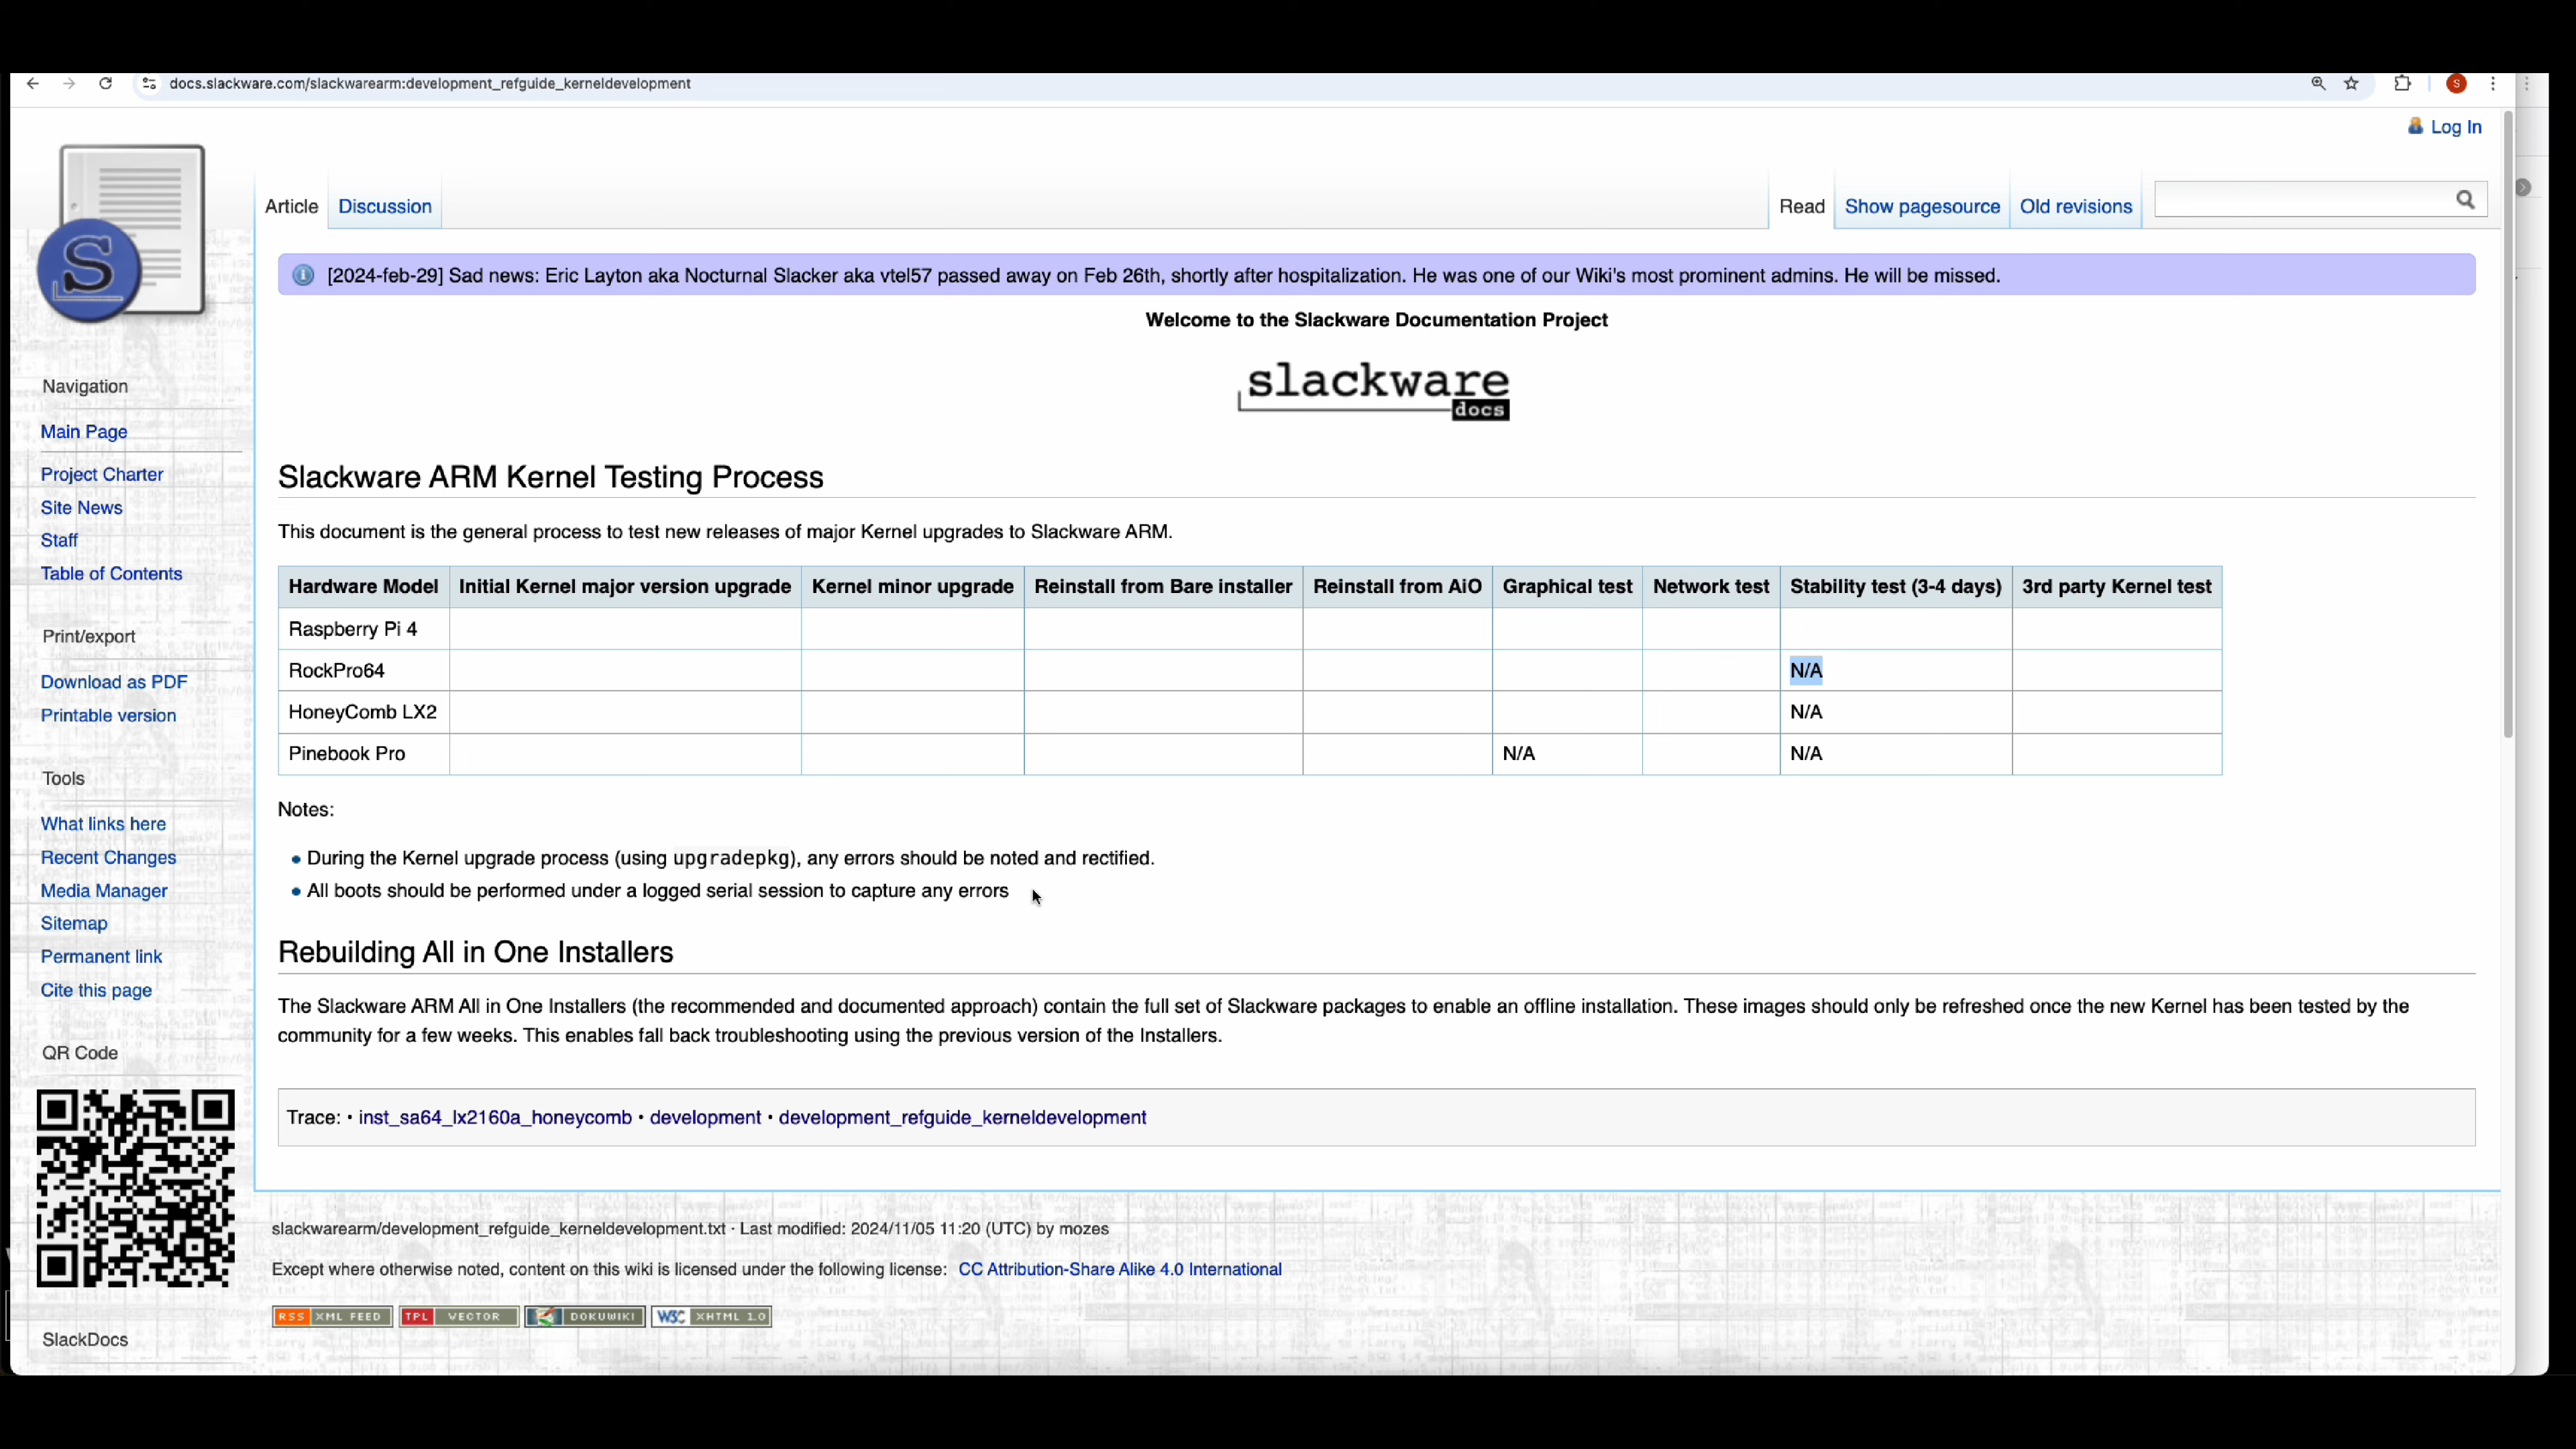 docs.slackware.com/slackwarearm:development_refguide_kerneldevelopment
S
Log In
Article Discussion Read Show pagesource Old revisions
[2024-feb-29] Sad news: Eric Layton aka Nocturnal Slacker aka vtel57 passed away on Feb 26th, shortly after hospitalization. He was one of our Wiki's most prominent admins. He will be missed.
Welcome to the Slackware Documentation Project
slackware
docs
S
Navigation
Main Page
Project Charter
Site News
Staff
Table of Contents
Print/export
Download as PDF
Printable version
Tools
What links here
Recent Changes
Media Manager
Sitemap
Permanent link
Cite this page
QR Code
SlackDocs
Slackware ARM Kernel Testing Process
This document is the general process to test new releases of major Kernel upgrades to Slackware ARM.
Hardware Model Initial Kernel major version upgrade Kernel minor upgrade Reinstall from Bare installer Reinstall from AiO Graphical test Network test Stability test (3-4 days) 3rd party Kernel test
Raspberry Pi 4
RockPro64 N/A
HoneyComb LX2 N/A
Pinebook Pro N/A N/A
Notes:
During the Kernel upgrade process (using upgradepkg), any errors should be noted and rectified.
All boots should be performed under a logged serial session to capture any errors
Rebuilding All in One Installers
The Slackware ARM All in One Installers (the recommended and documented approach) contain the full set of Slackware packages to enable an offline installation. These images should only be refreshed once the new Kernel has been tested by the
community for a few weeks. This enables fall back troubleshooting using the previous version of the Installers.
Trace: • inst_sa64_lx2160a_honeycomb • development • development_refguide_kerneldevelopment
slackwarearm/development_refguide_kerneldevelopment.txt · Last modified: 2024/11/05 11:20 (UTC) by mozes
Except where otherwise noted, content on this wiki is licensed under the following license: CC Attribution-Share Alike 4.0 International
RSS XML FEED TPL VECTOR DOKUWIKI W3C XHTML 1.0